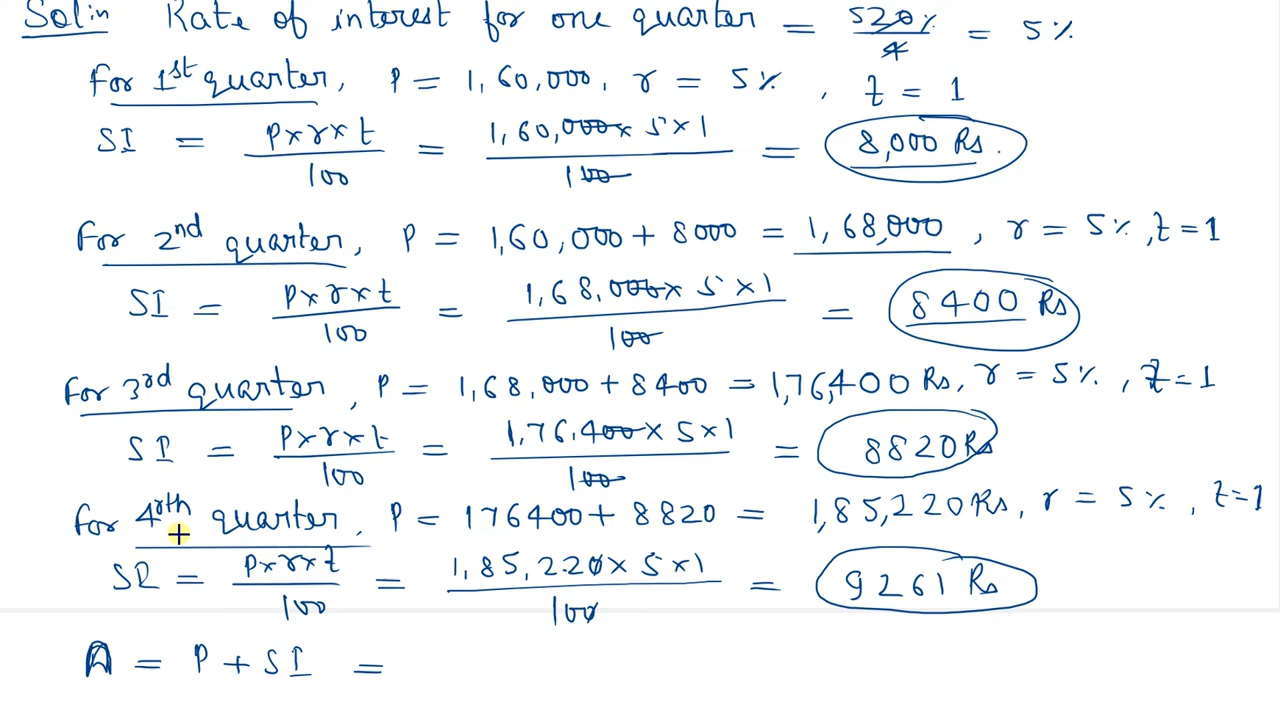 Sol:n Rate of interest for one quarter = 5 20% / 4 = 5 %
for 1st quarter, P = 1,60,000, r = 5 %, t = 1
SI = P×r×t / 100 = 1,60,000× 5×1 / 100 = 8,000 Rs.
for 2nd quarter, P = 1,60,000 + 8000 = 1,68,000, r = 5 %, t = 1
SI = P×r×t / 100 = 1,68,000× 5×1 / 100 = 8400 Rs
for 3rd quarter, P = 1,68,000 + 8400 = 1,76,400 Rs, r = 5 %, t = 1
SI = P×r×t / 100 = 1,76,400 × 5×1 / 100 = 8820 Rs
for 4rth quarter, P = 176400 + 8820 = 1,85,220 Rs, r = 5 %, t = 1
SI = P×r×t / 100 = 1,85,220 × 5×1 / 100 = 9261 Rs
A = P + SI =